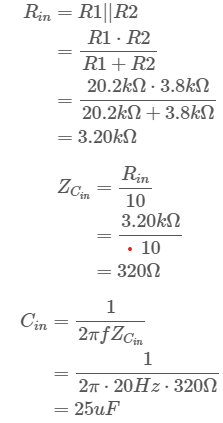 R_in = R1||R2
= R1 · R2 / R1 + R2
= 20.2kΩ · 3.8kΩ / 20.2kΩ + 3.8kΩ
= 3.20kΩ
Z_C_in = R_in / 10
= 3.20kΩ / · 10
= 320Ω
C_in = 1 / 2πfZ_C_in
= 1 / 2π · 20Hz · 320Ω
= 25uF